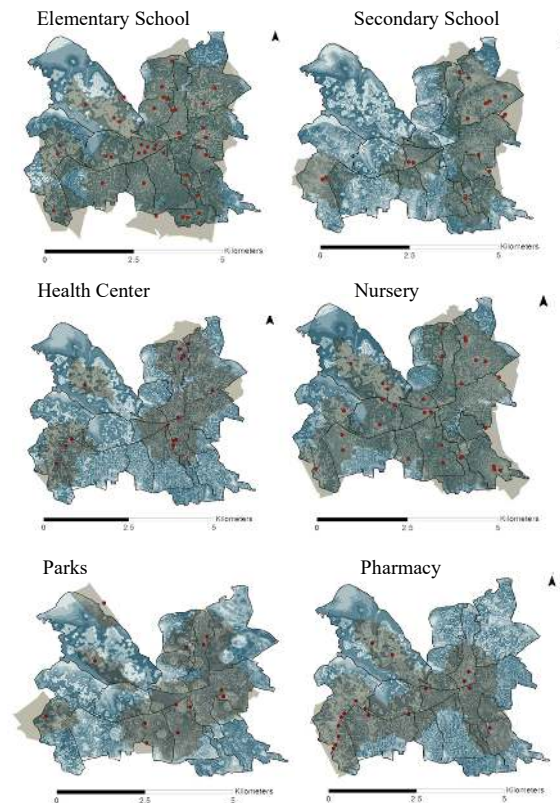 Elementary School
Secondary School
Kilometers
0 2.5 5
Kilometers
0 2.5 5
Health Center
Nursery
Kilometers
0 2.5 5
Kilometers
0 2.5 5
Parks
Pharmacy
Kilometers
0 2.5 5
Kilometers
0 2.5 5